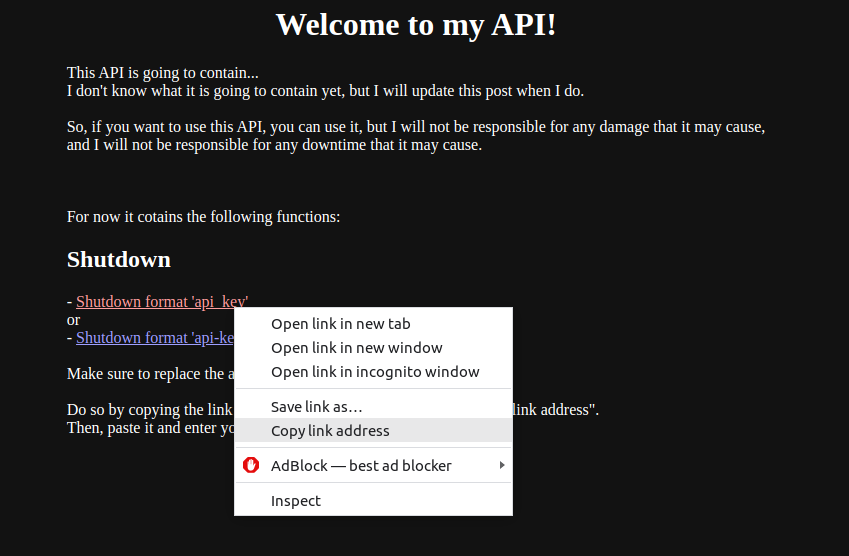 Welcome to my API!
This API is going to contain...
I don't know what it is going to contain yet, but I will update this post when I do.
So, if you want to use this API, you can use it, but I will not be responsible for any damage that it may cause,
and I will not be responsible for any downtime that it may cause.
For now it cotains the following functions:
Shutdown
- Shutdown format 'api_key'
or
- Shutdown format 'api-ke
Make sure to replace the a
Do so by copying the link link address".
Then, paste it and enter yo
Open link in new tab
Open link in new window
Open link in incognito window
Save link as…
Copy link address
AdBlock — best ad blocker
Inspect